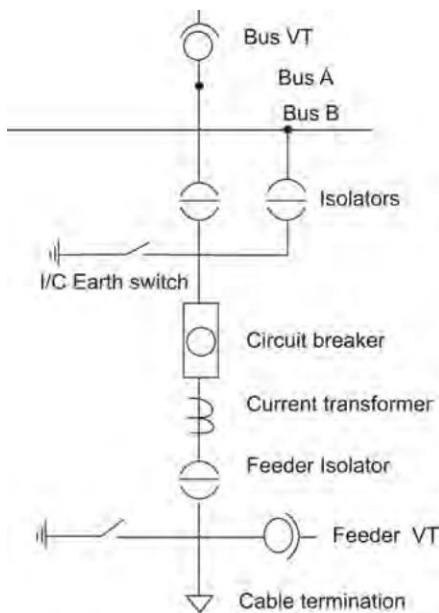 Bus VT
Bus A
Bus B
Isolators
I/C Earth switch
Circuit breaker
Current transformer
Feeder Isolator
Feeder VT
Cable termination